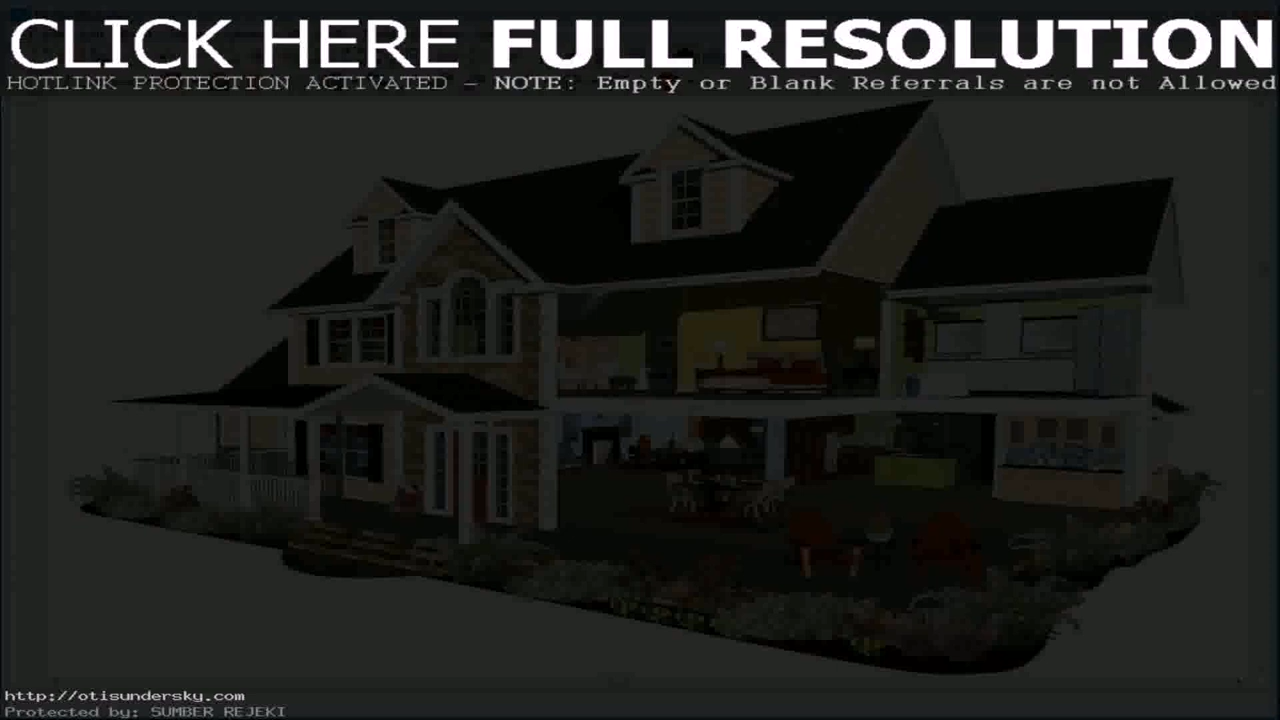 CLICK HERE FULL RESOLUTION
HOTLINK PROTECTION ACTIVATED - NOTE: Empty or Blank Referrals are not Allowed
http://otisundersky.com
Protected by: SUMBER REJEKI